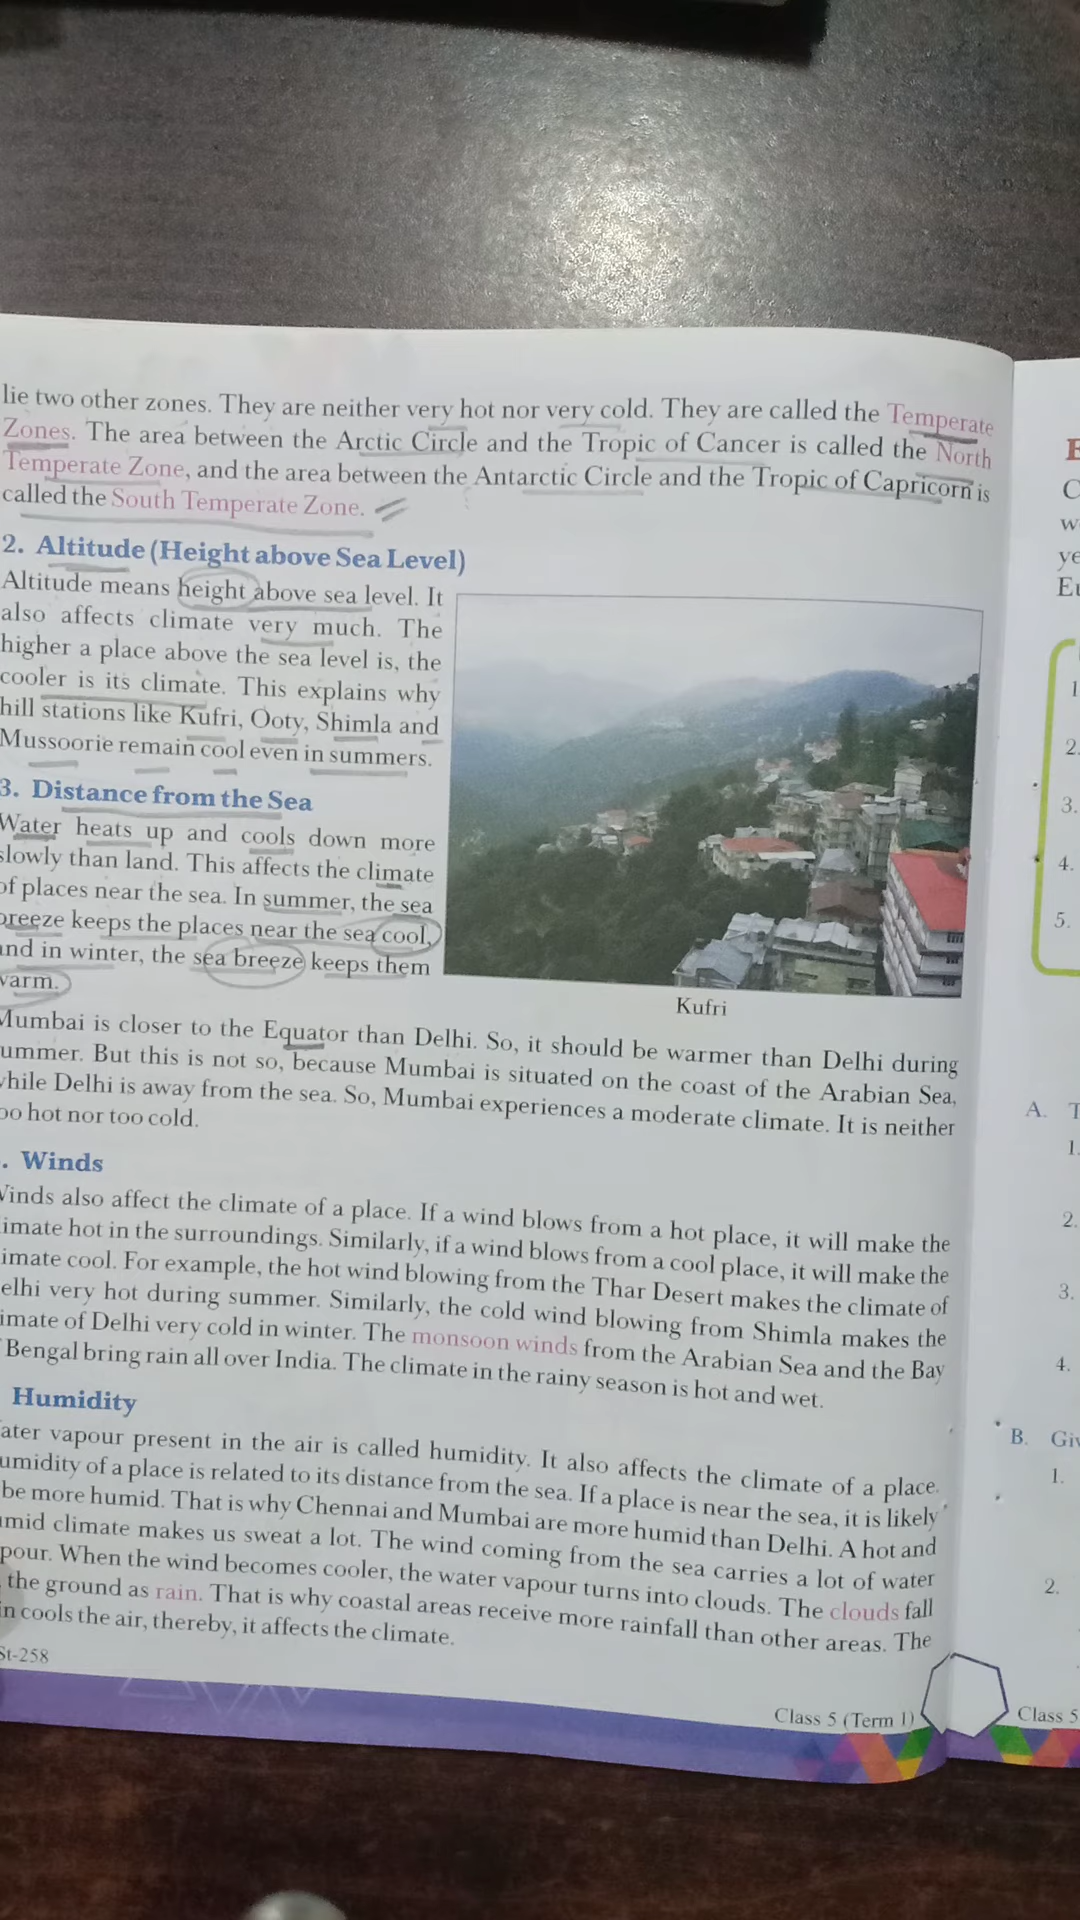 lie two other zones. They are neither very hot nor very cold. They are called the Temperate
Zones. The area between the Arctic Circle and the Tropic of Cancer is called the North
Temperate Zone, and the area between the Antarctic Circle and the Tropic of Capricorn is
called the South Temperate Zone.
2. Altitude (Height above Sea Level)
Altitude means height above sea level. It
also affects climate very much. The
higher a place above the sea level is, the
cooler is its climate. This explains why
hill stations like Kufri, Ooty, Shimla and
Mussoorie remain cool even in summers.
3. Distance from the Sea
Water heats up and cools down more
slowly than land. This affects the climate
of places near the sea. In summer, the sea
breeze keeps the places near the sea cool,
and in winter, the sea breeze keeps them
warm.
Kufri
Mumbai is closer to the Equator than Delhi. So, it should be warmer than Delhi during
ummer. But this is not so, because Mumbai is situated on the coast of the Arabian Sea,
while Delhi is away from the sea. So, Mumbai experiences a moderate climate. It is neither
oo hot nor too cold.
. Winds
Winds also affect the climate of a place. If a wind blows from a hot place, it will make the
imate hot in the surroundings. Similarly, if a wind blows from a cool place, it will make the
imate cool. For example, the hot wind blowing from the Thar Desert makes the climate of
elhi very hot during summer. Similarly, the cold wind blowing from Shimla makes the
imate of Delhi very cold in winter. The monsoon winds from the Arabian Sea and the Bay
Bengal bring rain all over India. The climate in the rainy season is hot and wet.
Humidity
ater vapour present in the air is called humidity. It also affects the climate of a place.
umidity of a place is related to its distance from the sea. If a place is near the sea, it is likely
be more humid. That is why Chennai and Mumbai are more humid than Delhi. A hot and
mid climate makes us sweat a lot. The wind coming from the sea carries a lot of water
pour. When the wind becomes cooler, the water vapour turns into clouds. The clouds fall
the ground as rain. That is why coastal areas receive more rainfall than other areas. The
in cools the air, thereby, it affects the climate.
St-258
Class 5 (Term 1)
E
C
w
ye
Eu
1
2.
3.
4.
5.
A. T
1.
2.
3.
4.
B. Giv
1.
2.
Class 5